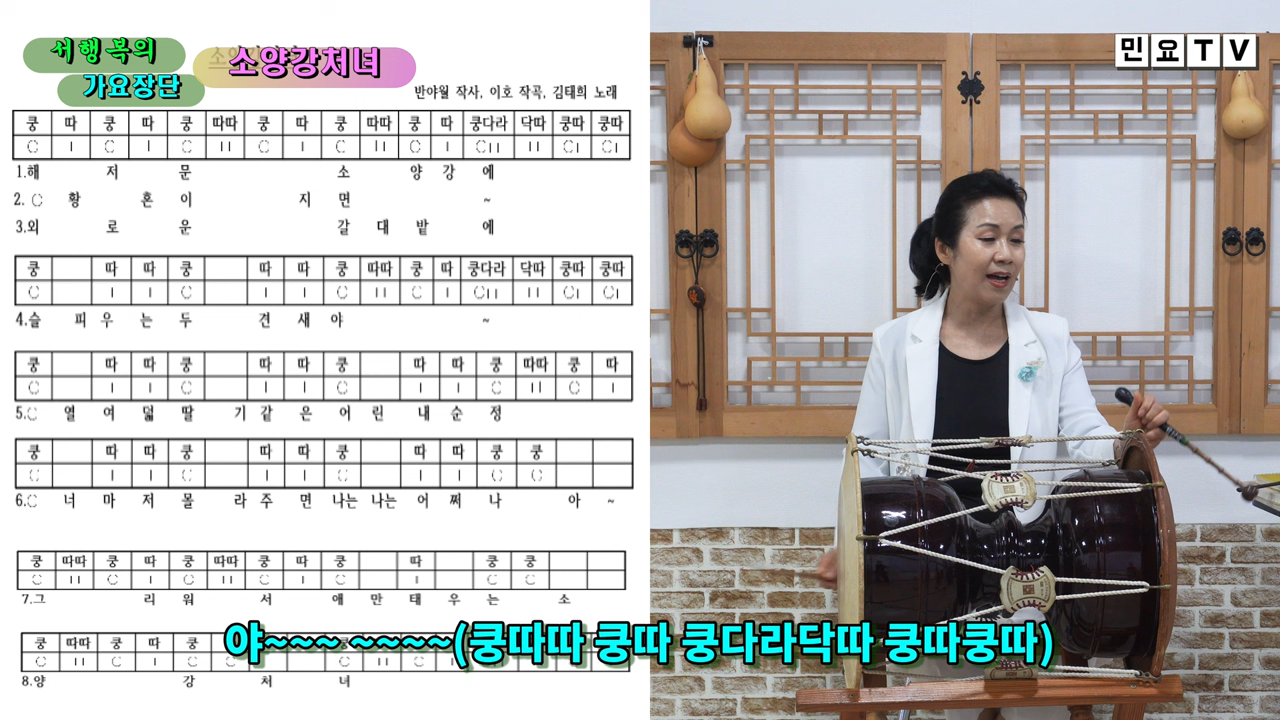 서행복의
가요장단
소양강처녀
민요TV
반야월 작사, 이호 작곡, 김태희 노래
쿵 따 쿵 따 쿵 따따 쿵 따 쿵 따따 쿵 따 쿵다라 닥따 쿵따 쿵따
1.해 저 문 소 양 강 에
2. 황 혼 이 지 면 ~
3.외 로 운 갈 대 밭 에
쿵 따 따 쿵 따 따 쿵 따따 쿵 따 쿵다라 닥따 쿵따 쿵따
4.슬 피 우 는 두 견 새 야 ~
쿵 따 따 쿵 따 따 쿵 따 따 쿵 따따 쿵 따
5. 열 여 덟 딸 기 같 은 어 린 내 순 정
쿵 따 따 쿵 따 따 쿵 따 따 쿵 쿵
6. 너 마 저 몰 라 주 면 나는 나는 어 쩌 나 아 ~
쿵 따따 쿵 따 쿵 따따 쿵 따 쿵 따 쿵 쿵
7.그 리 워 서 애 만 태 우 는 소
쿵 따따 쿵 따 쿵
야~~~ ~~~~(쿵따따 쿵따 쿵다라닥따 쿵따쿵따)
8.양 강 처 녀